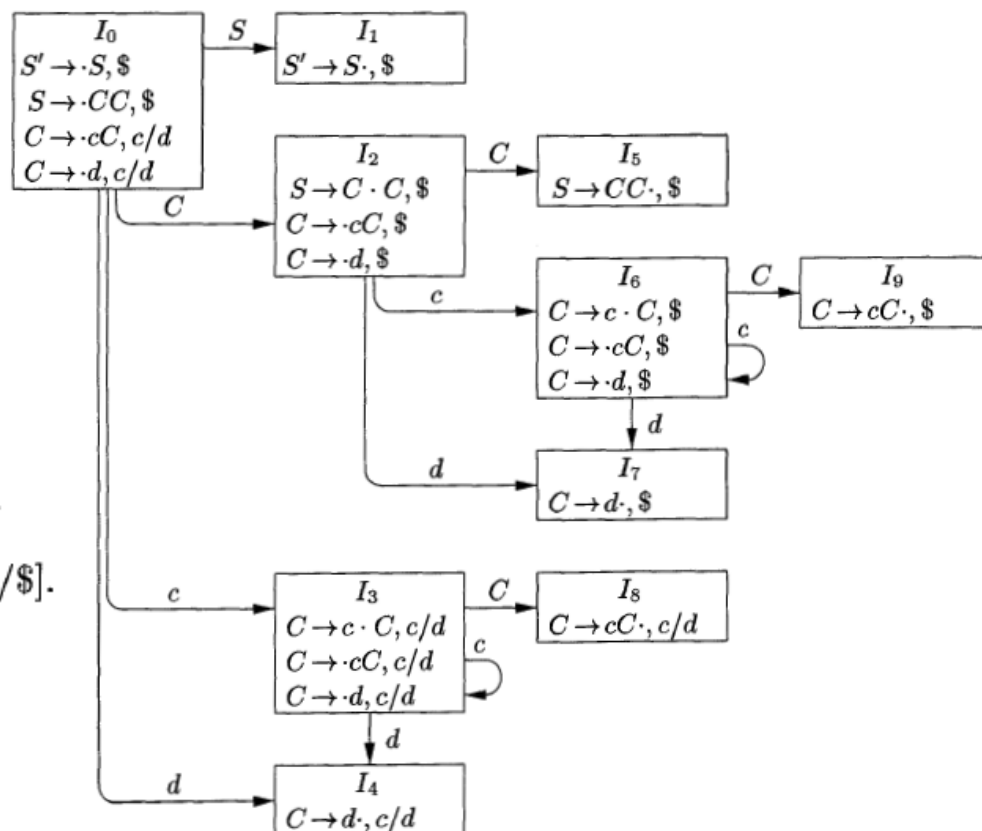 I₀
S' → ·S, $
S → ·CC, $
C → ·cC, c/d
C → ·d, c/d
S
I₁
S' → S·, $
C
I₂
S → C · C, $
C → ·cC, $
C → ·d, $
C
I₅
S → CC·, $
c
I₆
C → c · C, $
C → ·cC, $
C → ·d, $
C
I₉
C → cC·, $
c
d
d
I₇
C → d·, $
/$].
c
I₃
C → c · C, c/d
C → ·cC, c/d
C → ·d, c/d
C
I₈
C → cC·, c/d
c
d
d
I₄
C → d·, c/d